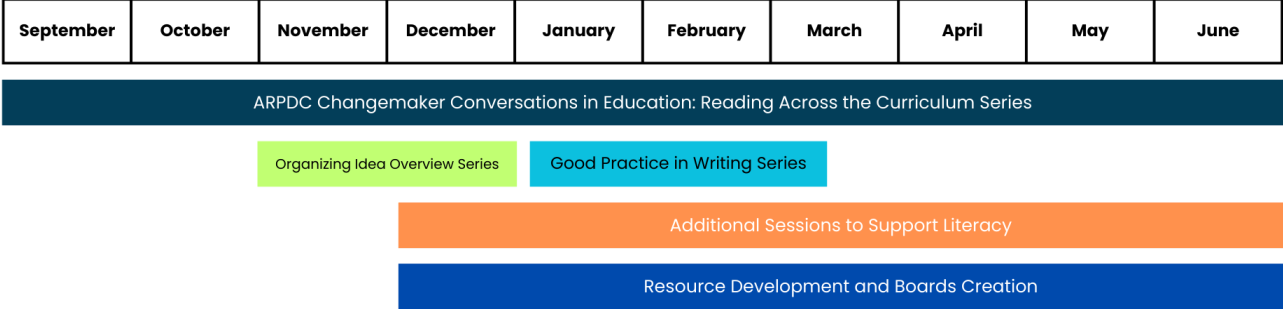 September October November December January February March April May June
ARPDC Changemaker Conversations in Education: Reading Across the Curriculum Series
Organizing Idea Overview Series Good Practice in Writing Series
Additional Sessions to Support Literacy
Resource Development and Boards Creation